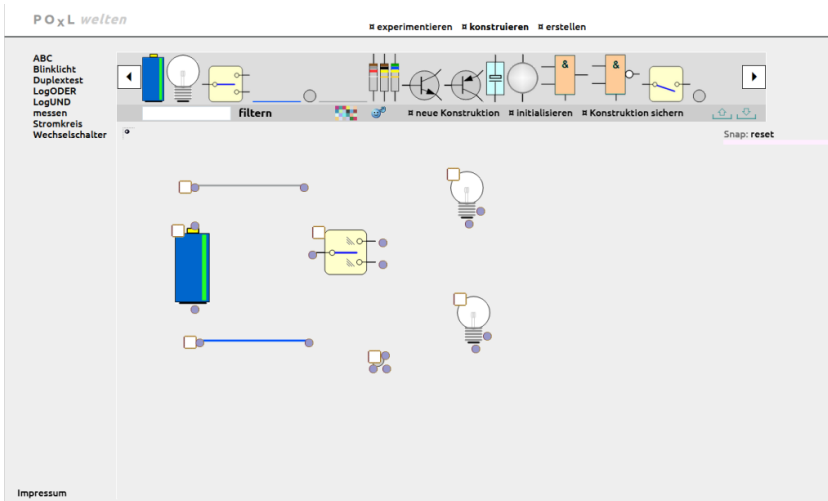 POXL welten
¤ experimentieren ¤ konstruieren ¤ erstellen
ABC
Blinklicht
Duplextest
LogODER
LogUND
messen
Stromkreis
Wechselschalter
& &
filtern ¤ neue Konstruktion ¤ initialisieren ¤ Konstruktion sichern
Snap: reset
Impressum